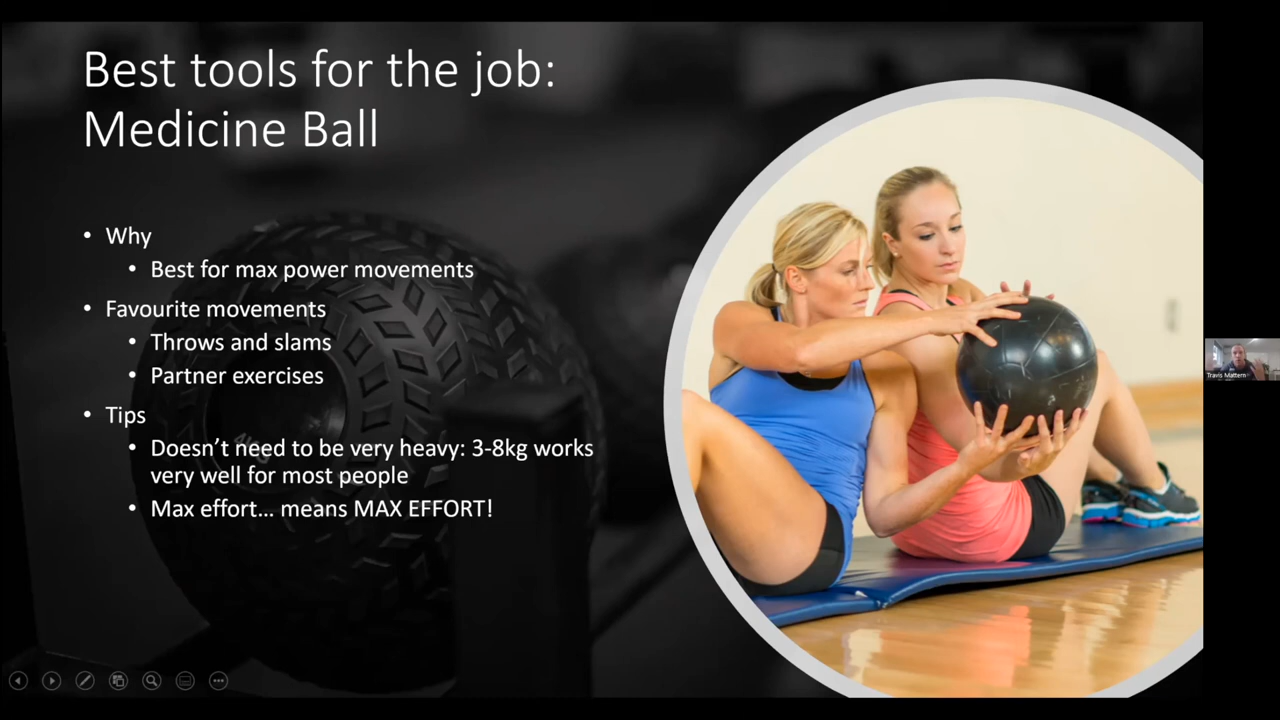 Best tools for the job:
Medicine Ball
• Why
• Best for max power movements
• Favourite movements
• Throws and slams
• Partner exercises
• Tips
• Doesn’t need to be very heavy: 3-8kg works
very well for most people
• Max effort... means MAX EFFORT!
Travis Mattern